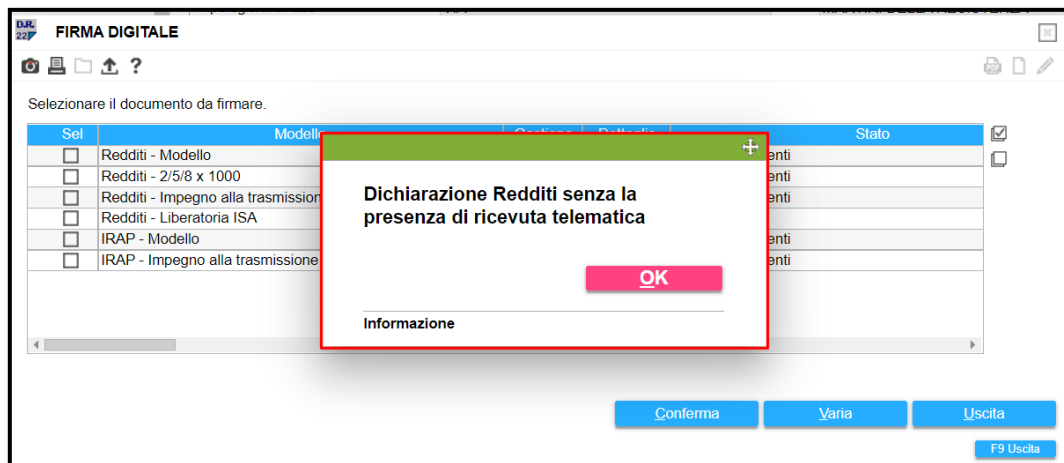 D.R.
22
FIRMA DIGITALE
Selezionare il documento da firmare.
Sel Modello Gestione Dettaglio Stato
Redditi - Modello enti
Redditi - 2/5/8 x 1000 enti
Redditi - Impegno alla trasmission enti
Redditi - Liberatoria ISA
IRAP - Modello enti
IRAP - Impegno alla trasmissione enti
Dichiarazione Redditi senza la
presenza di ricevuta telematica
OK
Informazione
Conferma Varia Uscita
F9 Uscita